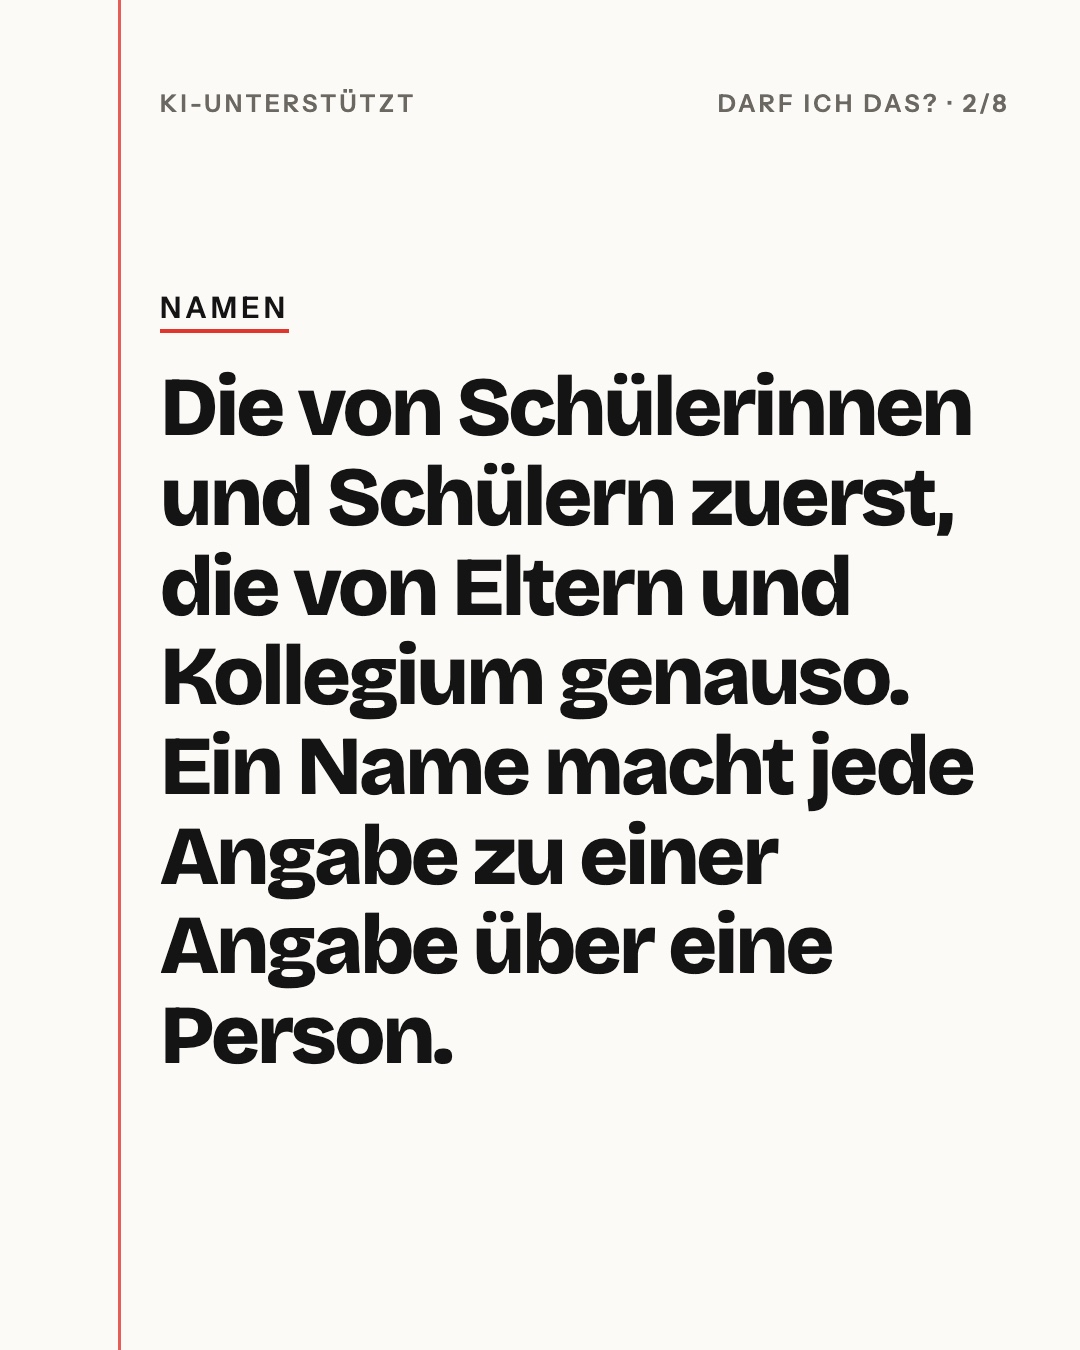 KI-UNTERSTÜTZT
DARF ICH DAS? · 2/8
NAMEN
Die von Schülerinnen
und Schülern zuerst,
die von Eltern und
Kollegium genauso.
Ein Name macht jede
Angabe zu einer
Angabe über eine
Person.